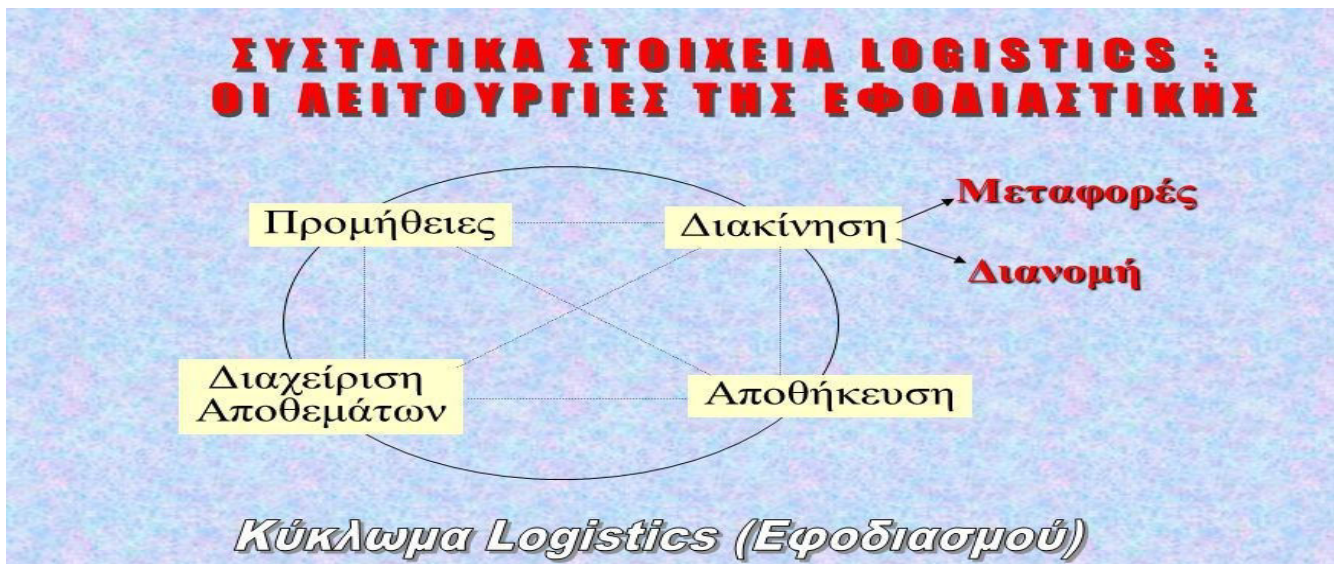 ΣΥΣΤΑΤΙΚΑ ΣΤΟΙΧΕΙΑ LOGISTICS :
ΟΙ ΛΕΙΤΟΥΡΓΙΕΣ ΤΗΣ ΕΦΟΔΙΑΣΤΙΚΗΣ
Προμήθειες
Διακίνηση
Μεταφορές
Διανομή
Διαχείριση
Αποθεμάτων
Αποθήκευση
Κύκλωμα Logistics (Εφοδιασμού)